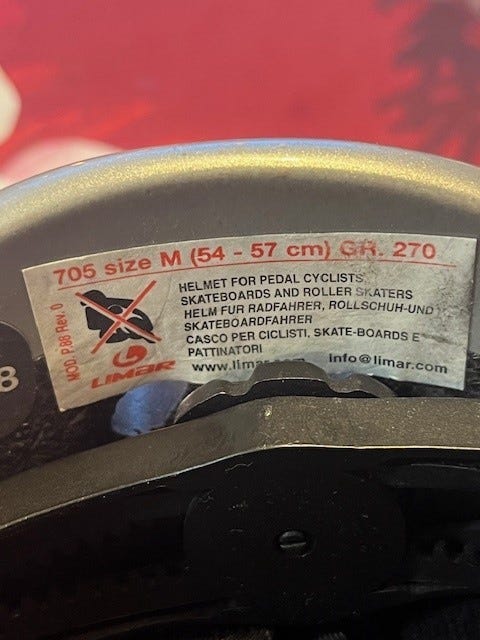 705 size M (54 - 57 cm) GR. 270
MOD. P.88 Rev. 0
HELMET FOR PEDAL CYCLISTS,
SKATEBOARDS AND ROLLER SKATERS
HELM FUR RADFAHRER, ROLLSCHUH-UND
SKATEBOARDFAHRER
CASCO PER CICLISTI, SKATE-BOARDS E
PATTINATORI
info@limar.com
LIMAR
8